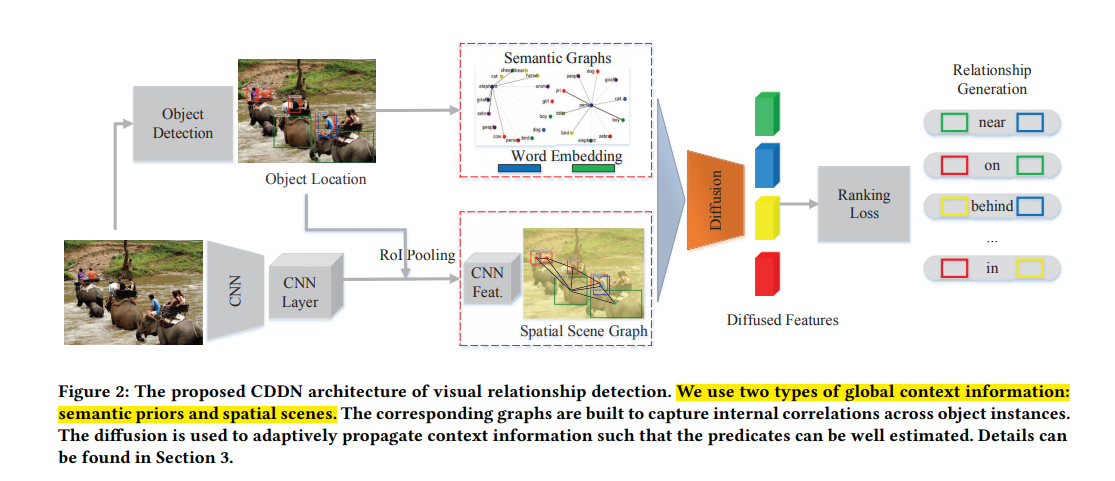 Object
Detection
Object Location
Semantic Graphs
Word Embedding
CNN
CNN
Layer
RoI Pooling
CNN
Feat.
Spatial Scene Graph
Diffusion
Diffused Features
Ranking
Loss
Relationship
Generation
near
on
behind
...
in
Figure 2: The proposed CDDN architecture of visual relationship detection. We use two types of global context information:
semantic priors and spatial scenes. The corresponding graphs are built to capture internal correlations across object instances.
The diffusion is used to adaptively propagate context information such that the predicates can be well estimated. Details can
be found in Section 3.